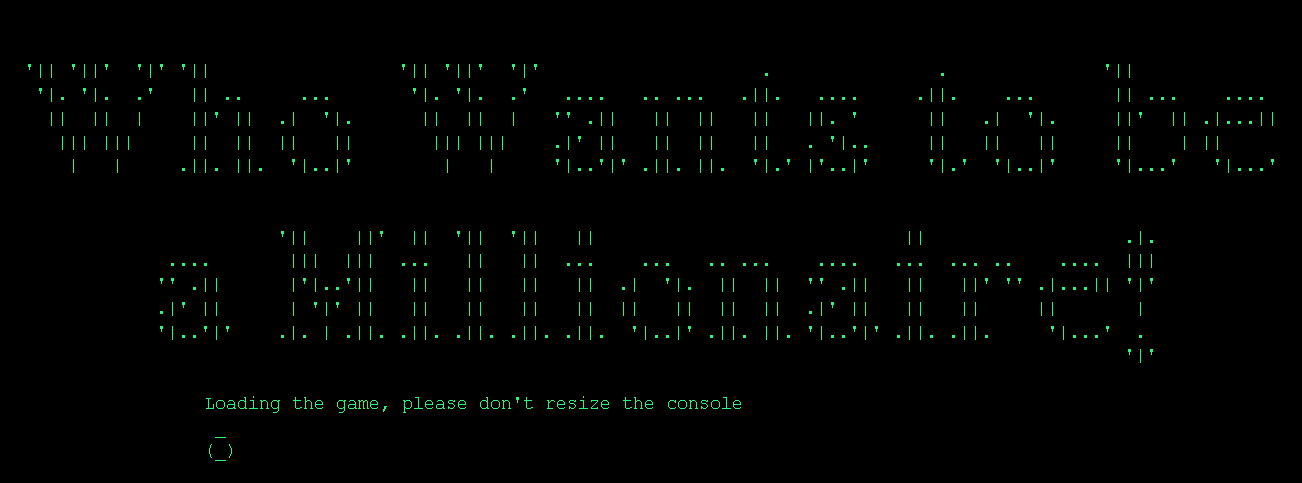 Who Wants to be
a Millionaire!
Loading the game, please don't resize the console
(_)